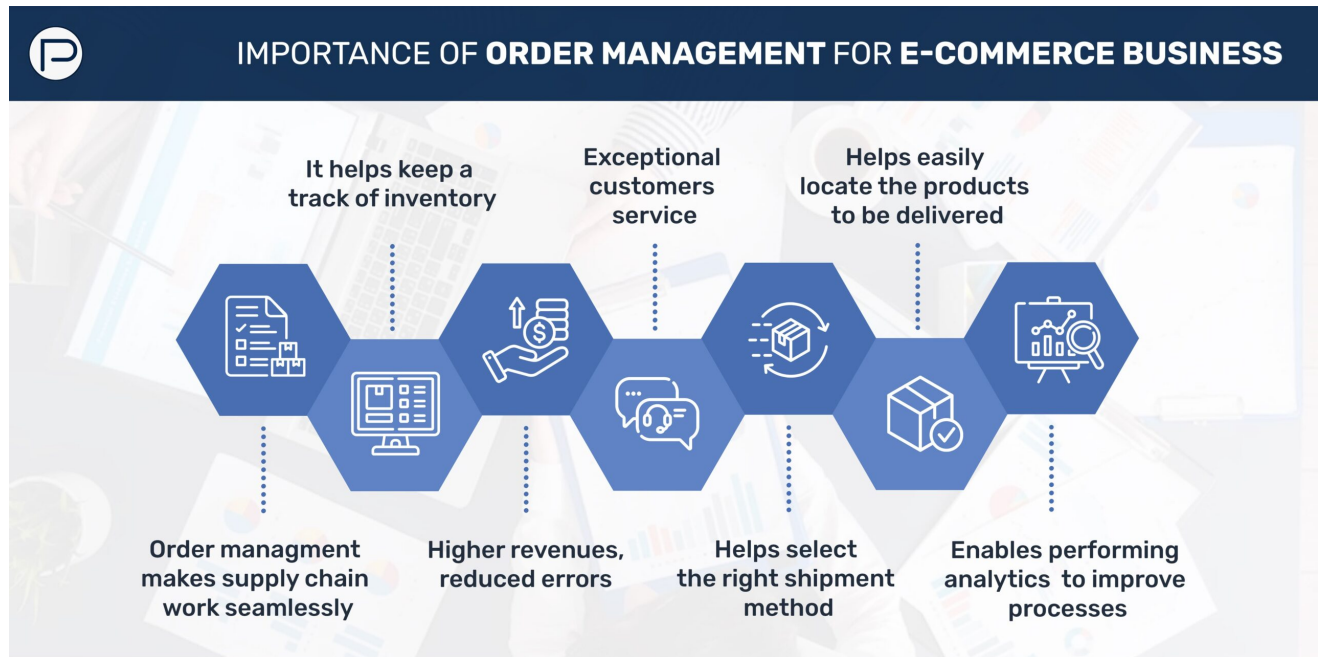 IMPORTANCE OF ORDER MANAGEMENT FOR E-COMMERCE BUSINESS
It helps keep a
track of inventory
Exceptional
customers
service
Helps easily
locate the products
to be delivered
Order managment
makes supply chain
work seamlessly
Higher revenues,
reduced errors
Helps select
the right shipment
method
Enables performing
analytics to improve
processes